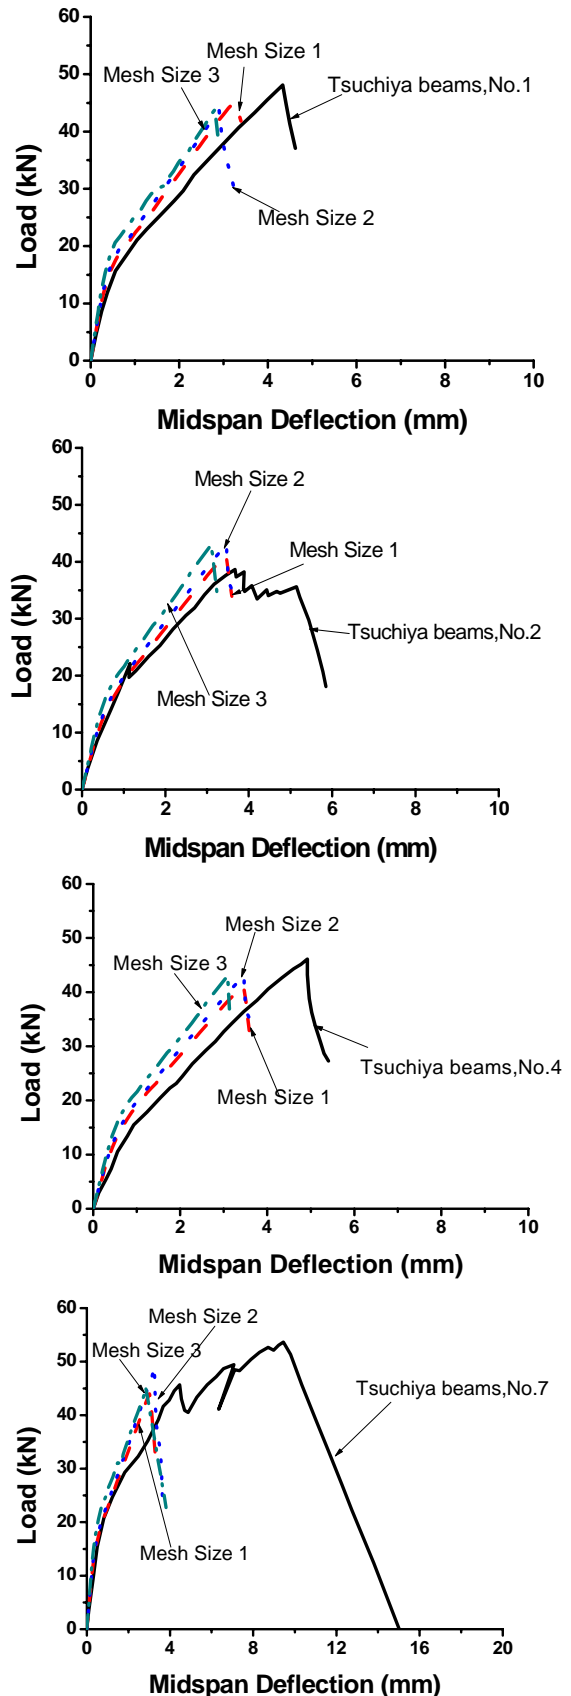 60
Mesh Size 1
Mesh Size 3
50
Tsuchiya beams,No.1
40
Load (kN)
30
Mesh Size 2
20
10
0
0 2 4 6 8 10
Midspan Deflection (mm)
60
Mesh Size 2
50
Mesh Size 1
40
Load (kN)
30
Tsuchiya beams,No.2
20
Mesh Size 3
10
0
0 2 4 6 8 10
Midspan Deflection (mm)
60
Mesh Size 2
50
Mesh Size 3
40
Load (kN)
30
Tsuchiya beams,No.4
Mesh Size 1
20
10
0
0 2 4 6 8 10
Midspan Deflection (mm)
60
Mesh Size 2
Mesh Size 3
50
Tsuchiya beams,No.7
40
Load (kN)
30
Mesh Size 1
20
10
0
0 4 8 12 16 20
Midspan Deflection (mm)